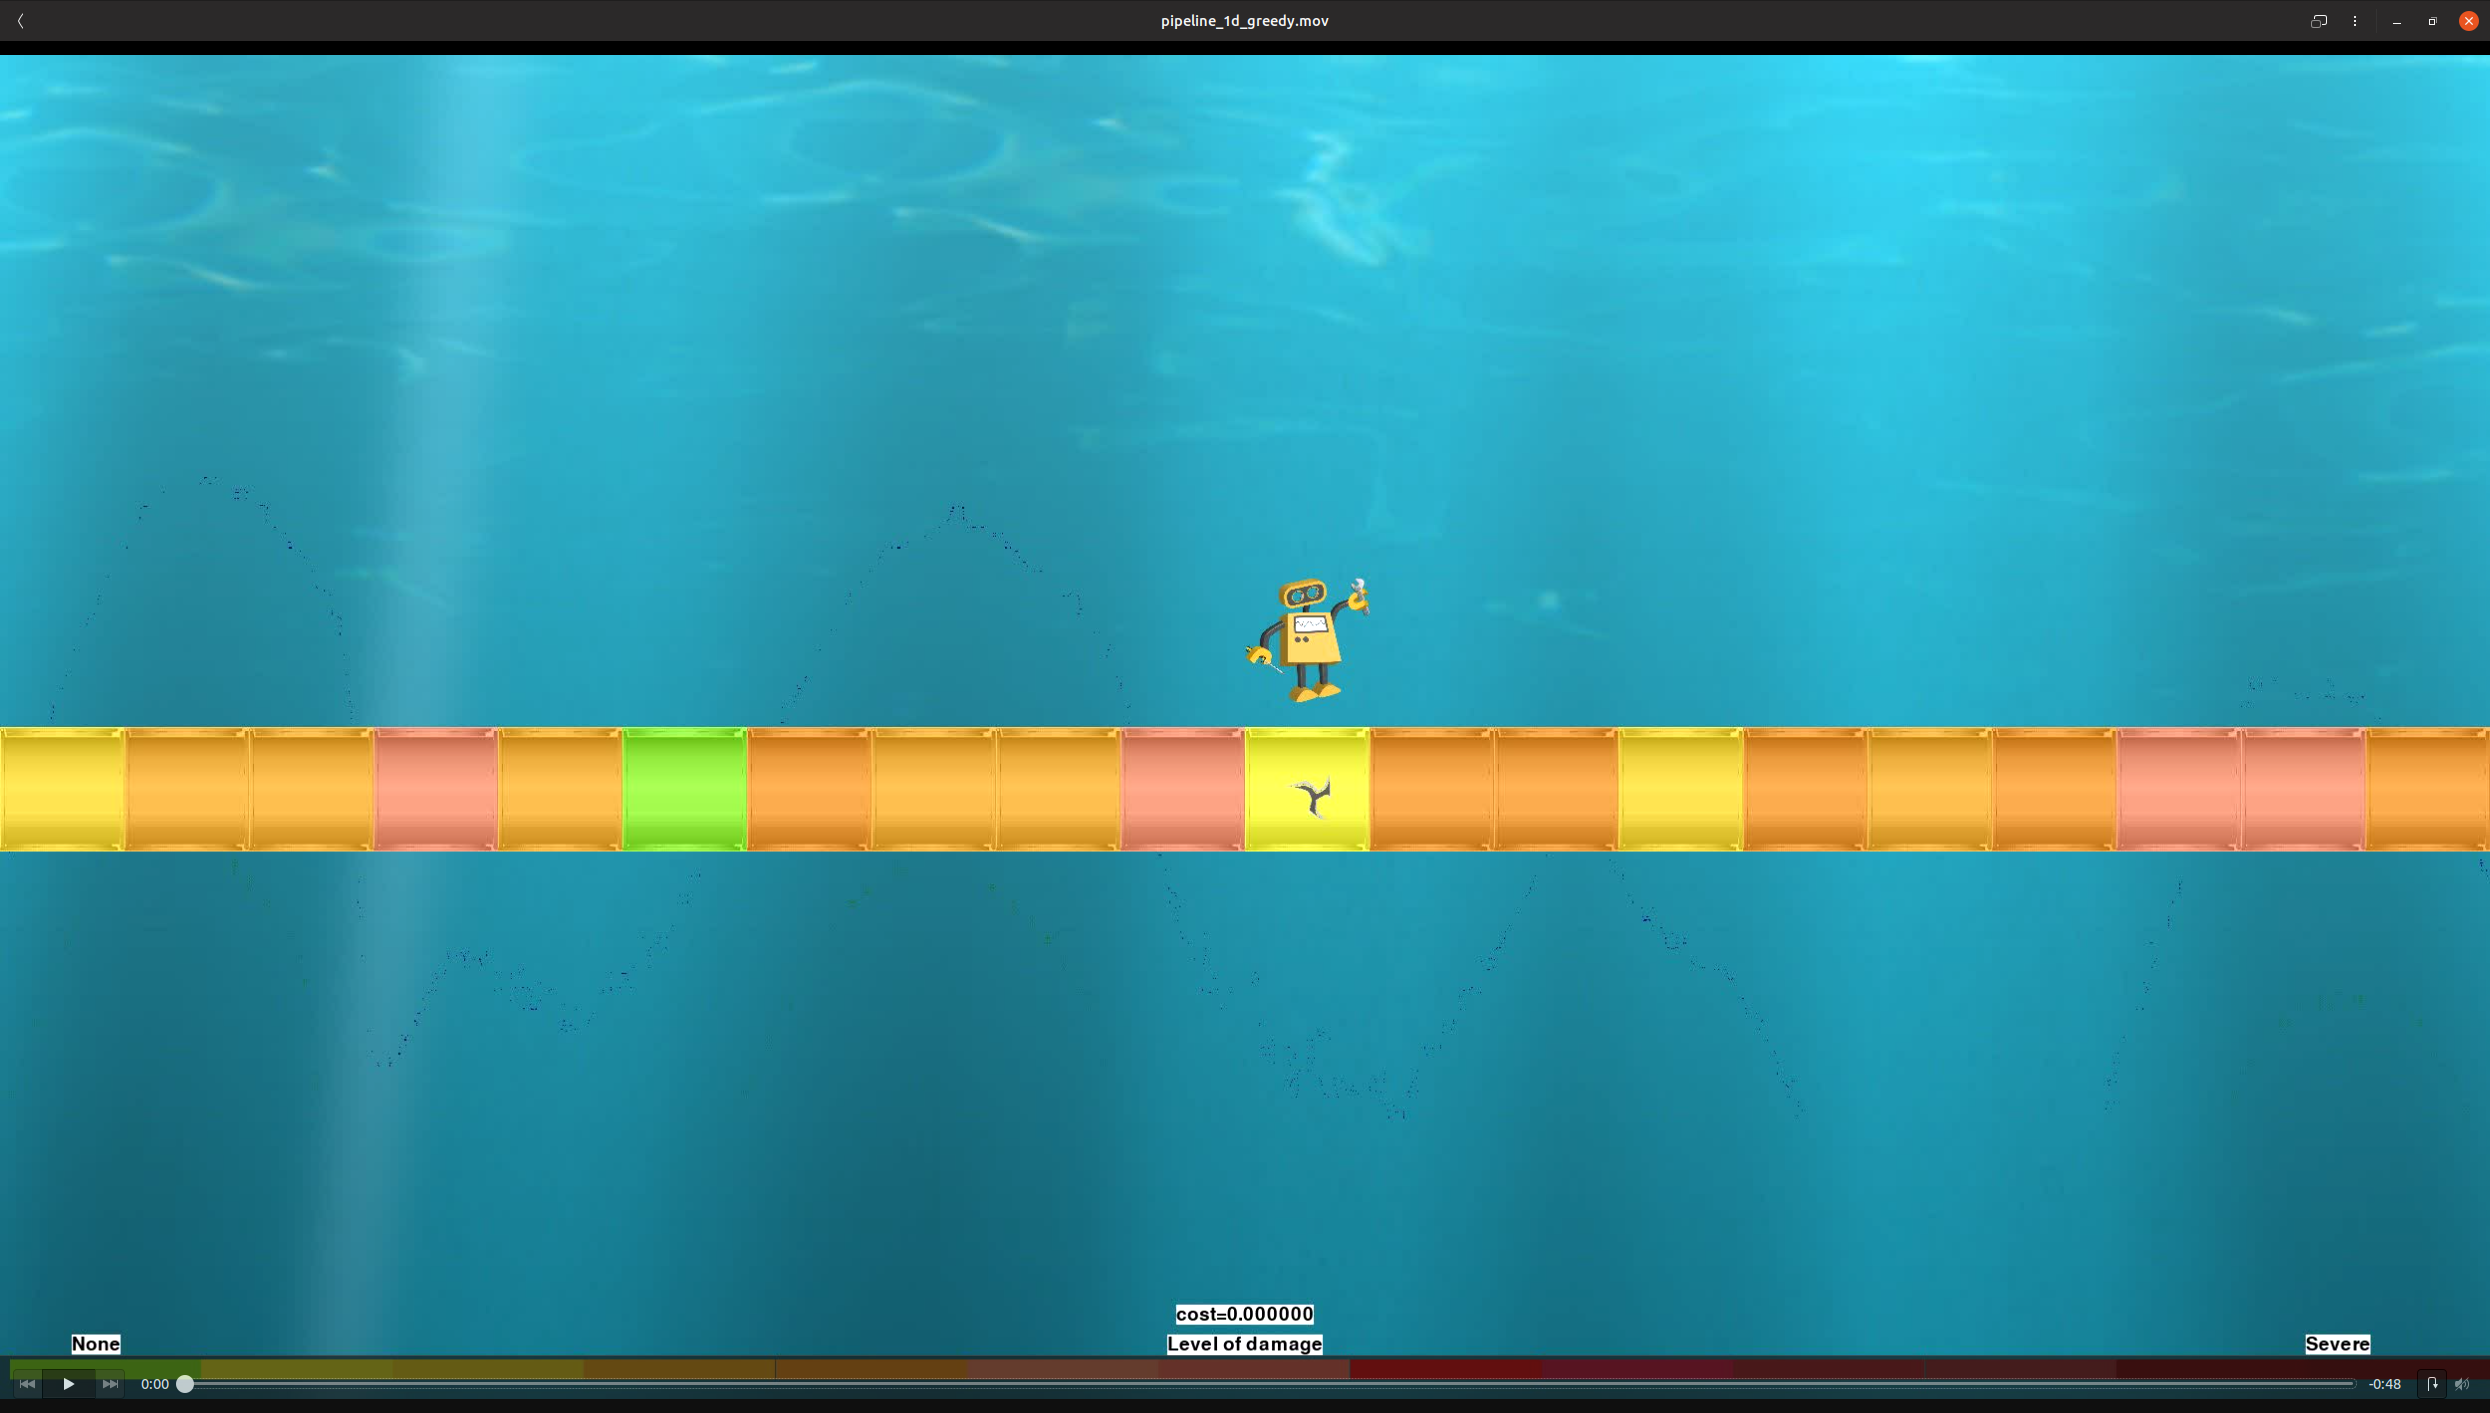 pipeline_1d_greedy.mov
cost=0.000000
None
Level of damage
Severe
0:00
-0:48